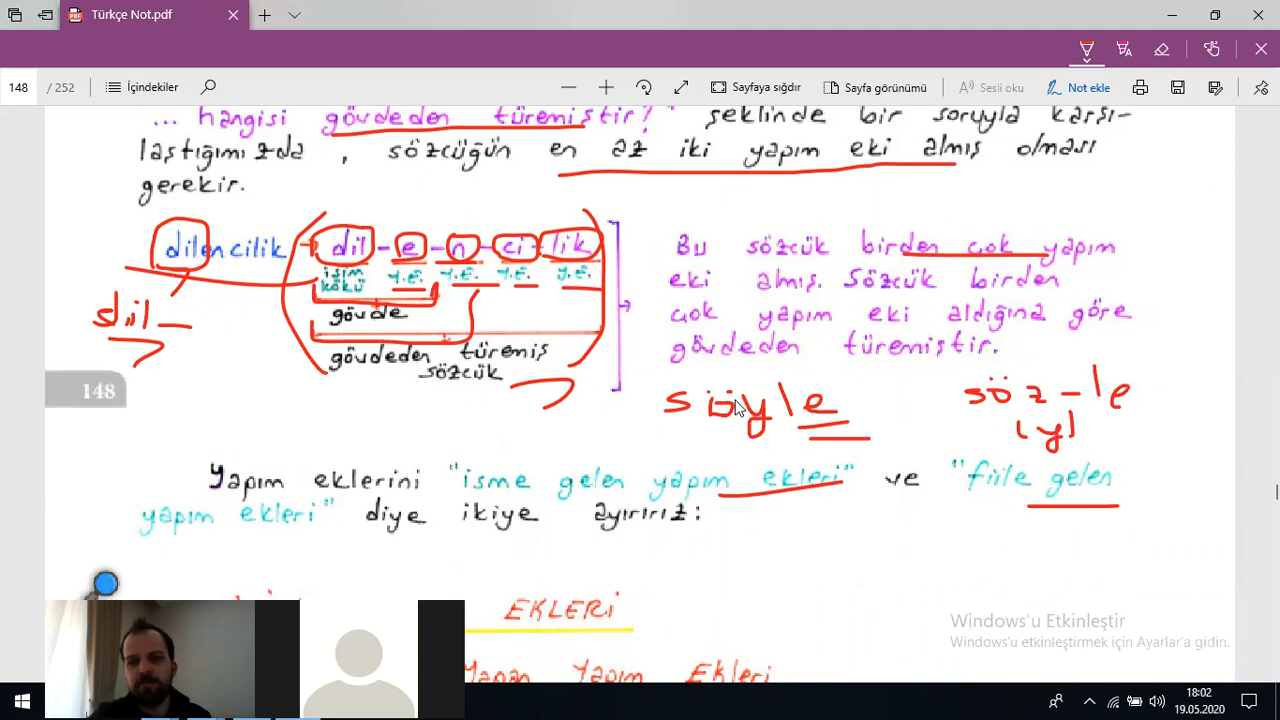 Türkçe Not.pdf
148 / 252 İçindekiler Sayfaya sığdır Sayfa görünümü Sesli oku Not ekle
... hangisi gövdeden türemiştir?" şeklinde bir soruyla karşı-
laştığımızda, sözcüğün en az iki yapım eki almış olması
gerekir.
dilencilik → dil-e-n-ci-lik
isim kökü y.E. y.E. y.E. y.E.
gövde
gövdeden türemiş
sözcük
Bu sözcük birden çok yapım
eki almış. Sözcük birden
çok yapım eki aldığına göre
gövdeden türemiştir.
dil-
148
söyle
söz-le
(y)
Yapım eklerini "isme gelen yapım ekleri" ve "fiile gelen
yapım ekleri" diye ikiye ayırırız:
EKLERİ
Yapan Yapım Ekleri
Windows'u Etkinleştir
Windows'u etkinleştirmek için Ayarlar'a gidin.
18:02
19.05.2020